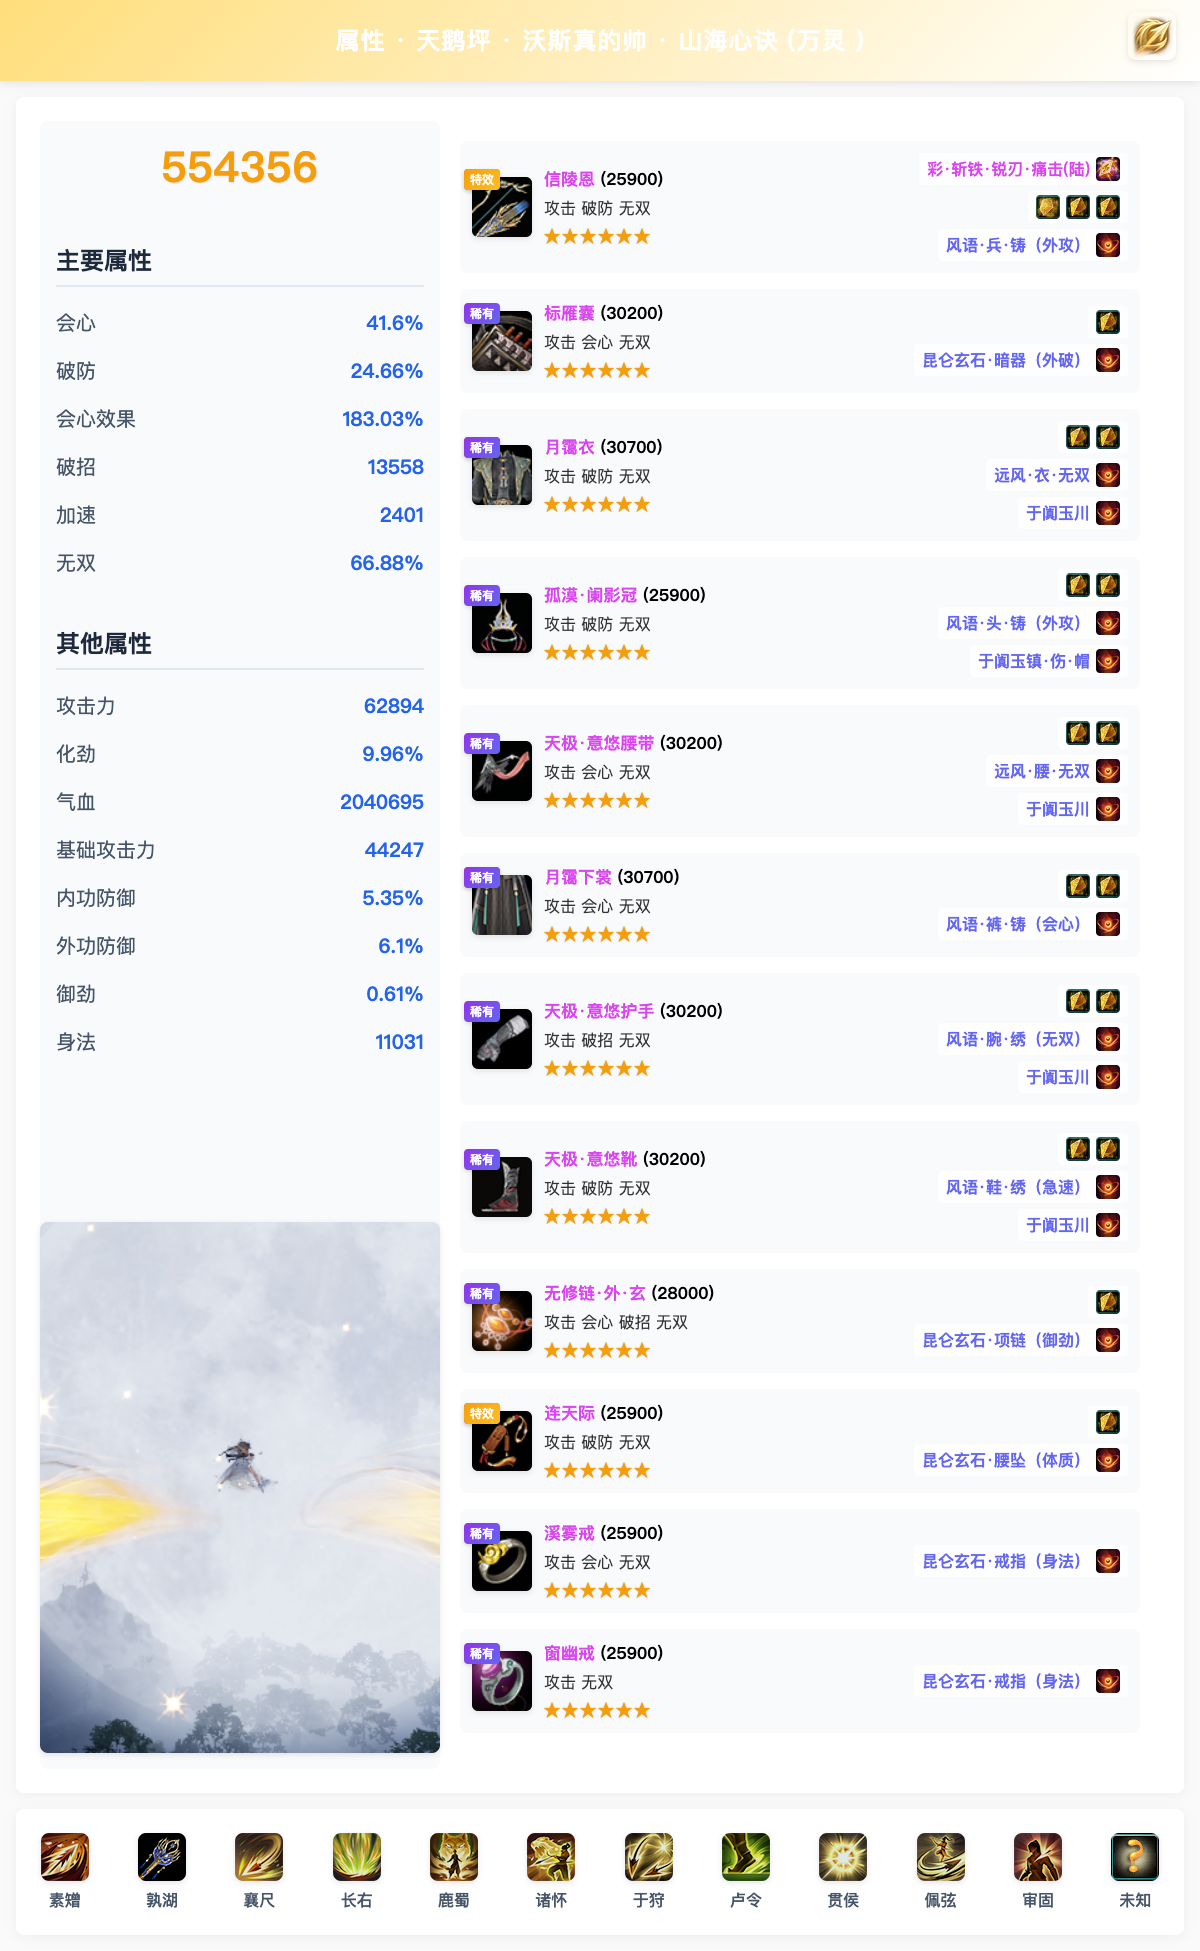 属性 · 天鹅坪 · 沃斯真的帅 · 山海心诀 (万灵 )
554356
主要属性
会心 41.6%
破防 24.66%
会心效果 183.03%
破招 13558
加速 2401
无双 66.88%
其他属性
攻击力 62894
化劲 9.96%
气血 2040695
基础攻击力 44247
内功防御 5.35%
外功防御 6.1%
御劲 0.61%
身法 11031
特效
信陵恩 (25900)
攻击 破防 无双
彩·斩铁·锐刃·痛击(陆)
风语·兵·铸（外攻）
稀有
标雁囊 (30200)
攻击 会心 无双
昆仑玄石·暗器（外破）
稀有
月霭衣 (30700)
攻击 破防 无双
远风·衣·无双
于阗玉川
稀有
孤漠·阑影冠 (25900)
攻击 破防 无双
风语·头·铸（外攻）
于阗玉镇·伤·帽
稀有
天极·意悠腰带 (30200)
攻击 会心 无双
远风·腰·无双
于阗玉川
稀有
月霭下裳 (30700)
攻击 会心 无双
风语·裤·铸（会心）
稀有
天极·意悠护手 (30200)
攻击 破招 无双
风语·腕·绣（无双）
于阗玉川
稀有
天极·意悠靴 (30200)
攻击 破防 无双
风语·鞋·绣（急速）
于阗玉川
稀有
无修链·外·玄 (28000)
攻击 会心 破招 无双
昆仑玄石·项链（御劲）
特效
连天际 (25900)
攻击 破防 无双
昆仑玄石·腰坠（体质）
稀有
溪雾戒 (25900)
攻击 会心 无双
昆仑玄石·戒指（身法）
稀有
窗幽戒 (25900)
攻击 无双
昆仑玄石·戒指（身法）
素矰 孰湖 襄尺 长右 鹿蜀 诸怀 于狩 卢令 贯侯 佩弦 审固 未知